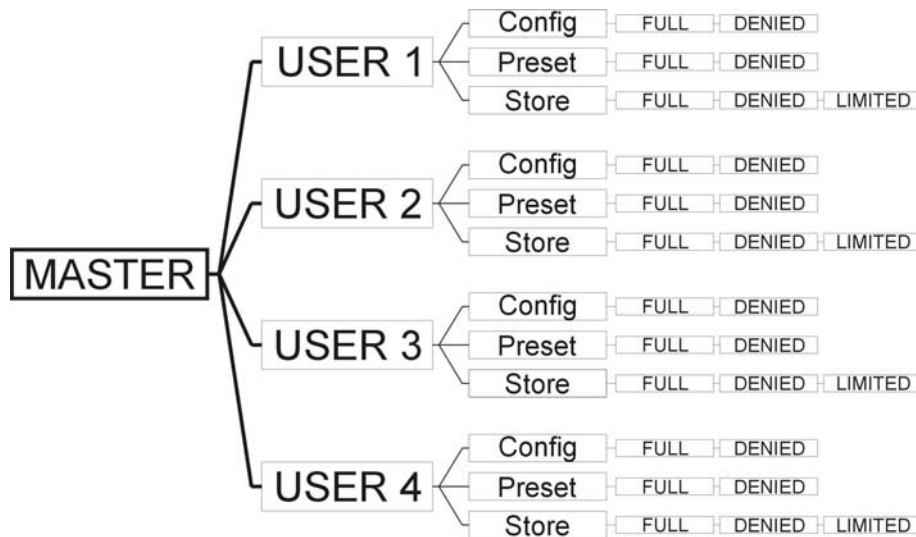 Config FULL DENIED
USER 1 Preset FULL DENIED
Store FULL DENIED LIMITED
Config FULL DENIED
USER 2 Preset FULL DENIED
Store FULL DENIED LIMITED
MASTER
Config FULL DENIED
USER 3 Preset FULL DENIED
Store FULL DENIED LIMITED
Config FULL DENIED
USER 4 Preset FULL DENIED
Store FULL DENIED LIMITED